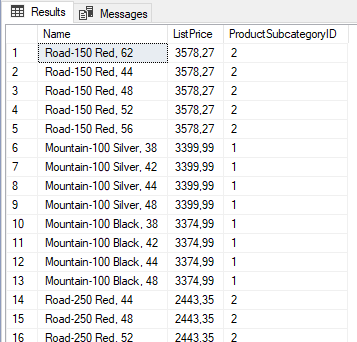 Results Messages
Name ListPrice ProductSubcategoryID
1 Road-150 Red, 62 3578,27 2
2 Road-150 Red, 44 3578,27 2
3 Road-150 Red, 48 3578,27 2
4 Road-150 Red, 52 3578,27 2
5 Road-150 Red, 56 3578,27 2
6 Mountain-100 Silver, 38 3399,99 1
7 Mountain-100 Silver, 42 3399,99 1
8 Mountain-100 Silver, 44 3399,99 1
9 Mountain-100 Silver, 48 3399,99 1
10 Mountain-100 Black, 38 3374,99 1
11 Mountain-100 Black, 42 3374,99 1
12 Mountain-100 Black, 44 3374,99 1
13 Mountain-100 Black, 48 3374,99 1
14 Road-250 Red, 44 2443,35 2
15 Road-250 Red, 48 2443,35 2
16 Road-250 Red, 52 2443,35 2